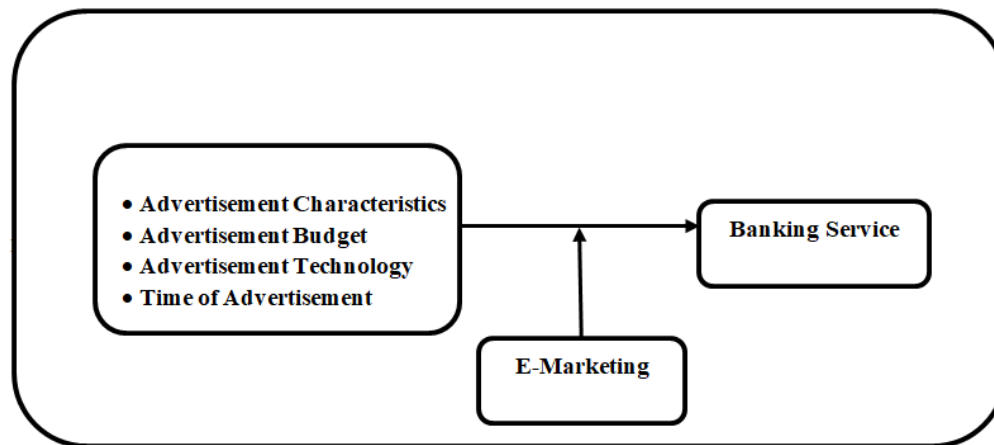 • Advertisement Characteristics
• Advertisement Budget
• Advertisement Technology
• Time of Advertisement
Banking Service
E-Marketing